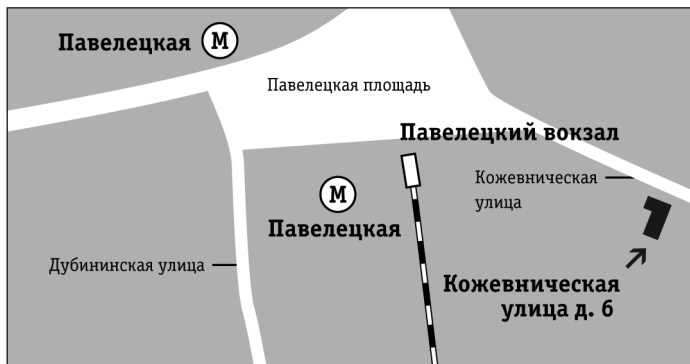 Павелецкая М
Павелецкая площадь
Павелецкий вокзал
Кожевническая
улица
М
Павелецкая
Дубининская улица
Кожевническая
улица д. 6